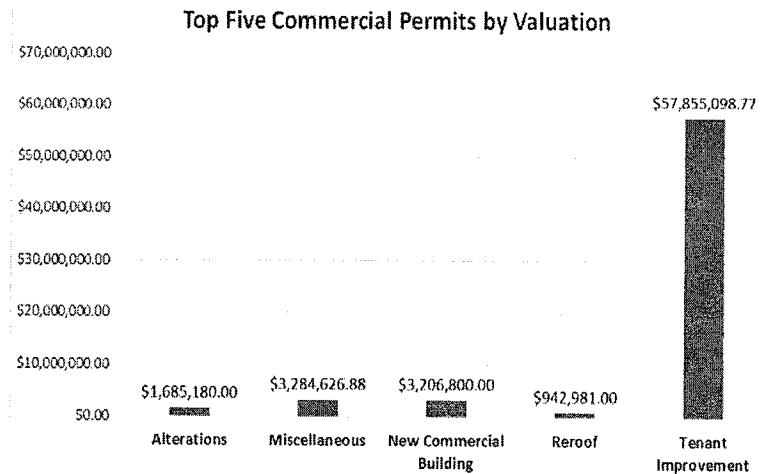 Top Five Commercial Permits by Valuation
$70,000,000.00
$60,000,000.00
$50,000,000.00
$40,000,000.00
$30,000,000.00
$20,000,000.00
$10,000,000.00
$0.00
$1,685,180.00
$3,284,626.88
$3,206,800.00
$942,981.00
$57,855,098.77
Alterations
Miscellaneous
New Commercial
Building
Reroof
Tenant
Improvement